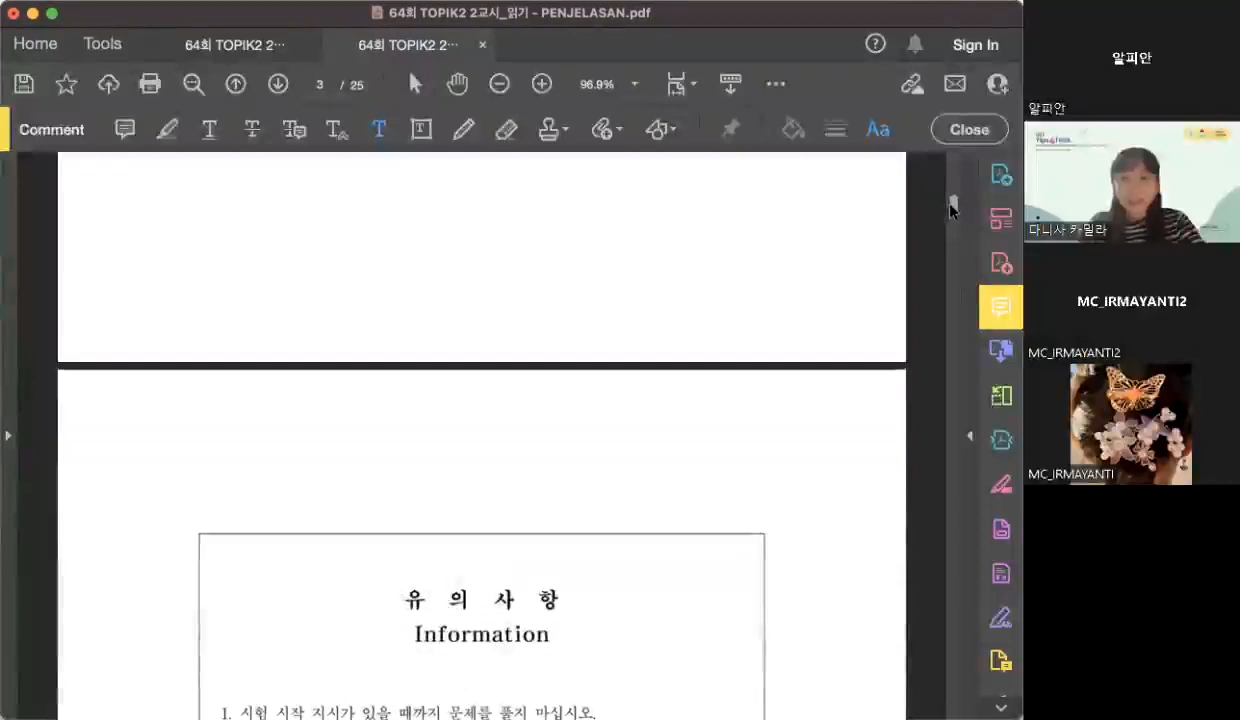 64회 TOPIK2 2교시_읽기 - PENJELASAN.pdf
Home
Tools
64회 TOPIK2 2···
64회 TOPIK2 2···
×
Sign In
3 / 25
96.9%
Comment
Close
유 의 사 항
Information
1. 시험 시작 지시가 있을 때까지 문제를 풀지 마십시오.
알피안
알피안
다니사 카밀라
MC_IRMAYANTI2
MC_IRMAYANTI2
MC_IRMAYANTI